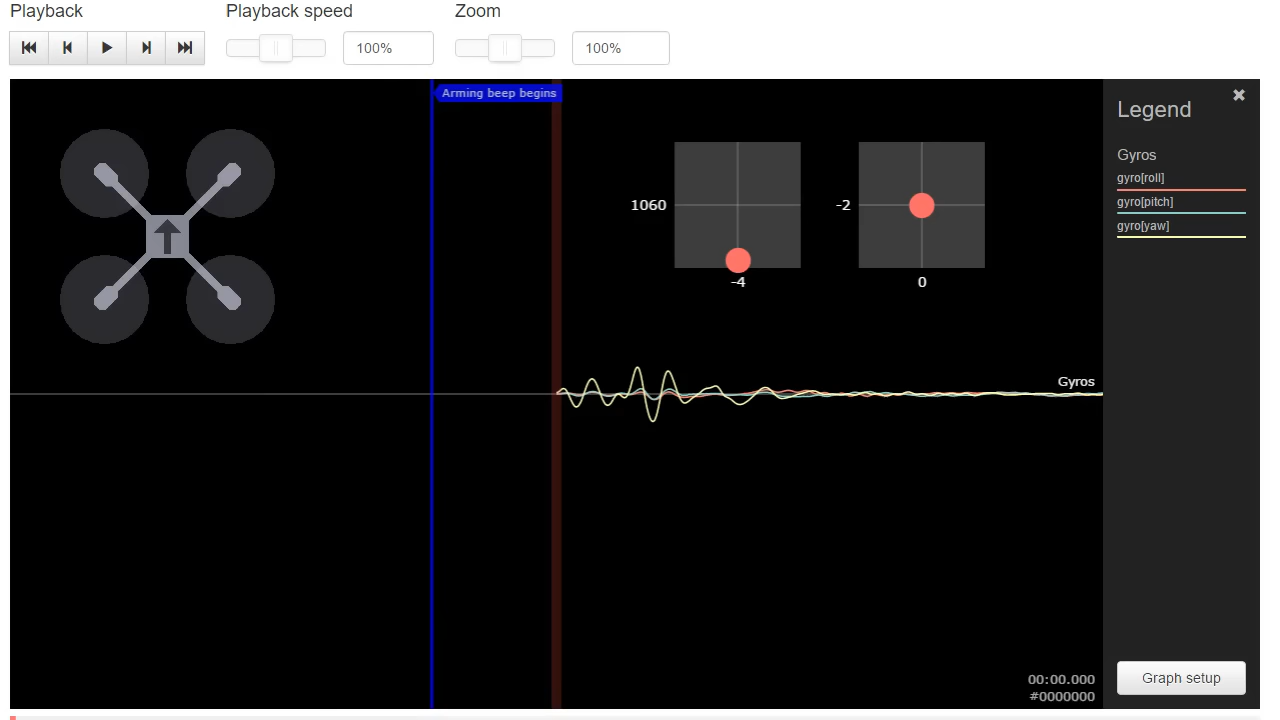 Playback
Playback speed
Zoom
100%
100%
Arming beep begins
1060
-4
-2
0
Gyros
00:00.000
#0000000
Legend
Gyros
gyro[roll]
gyro[pitch]
gyro[yaw]
Graph setup